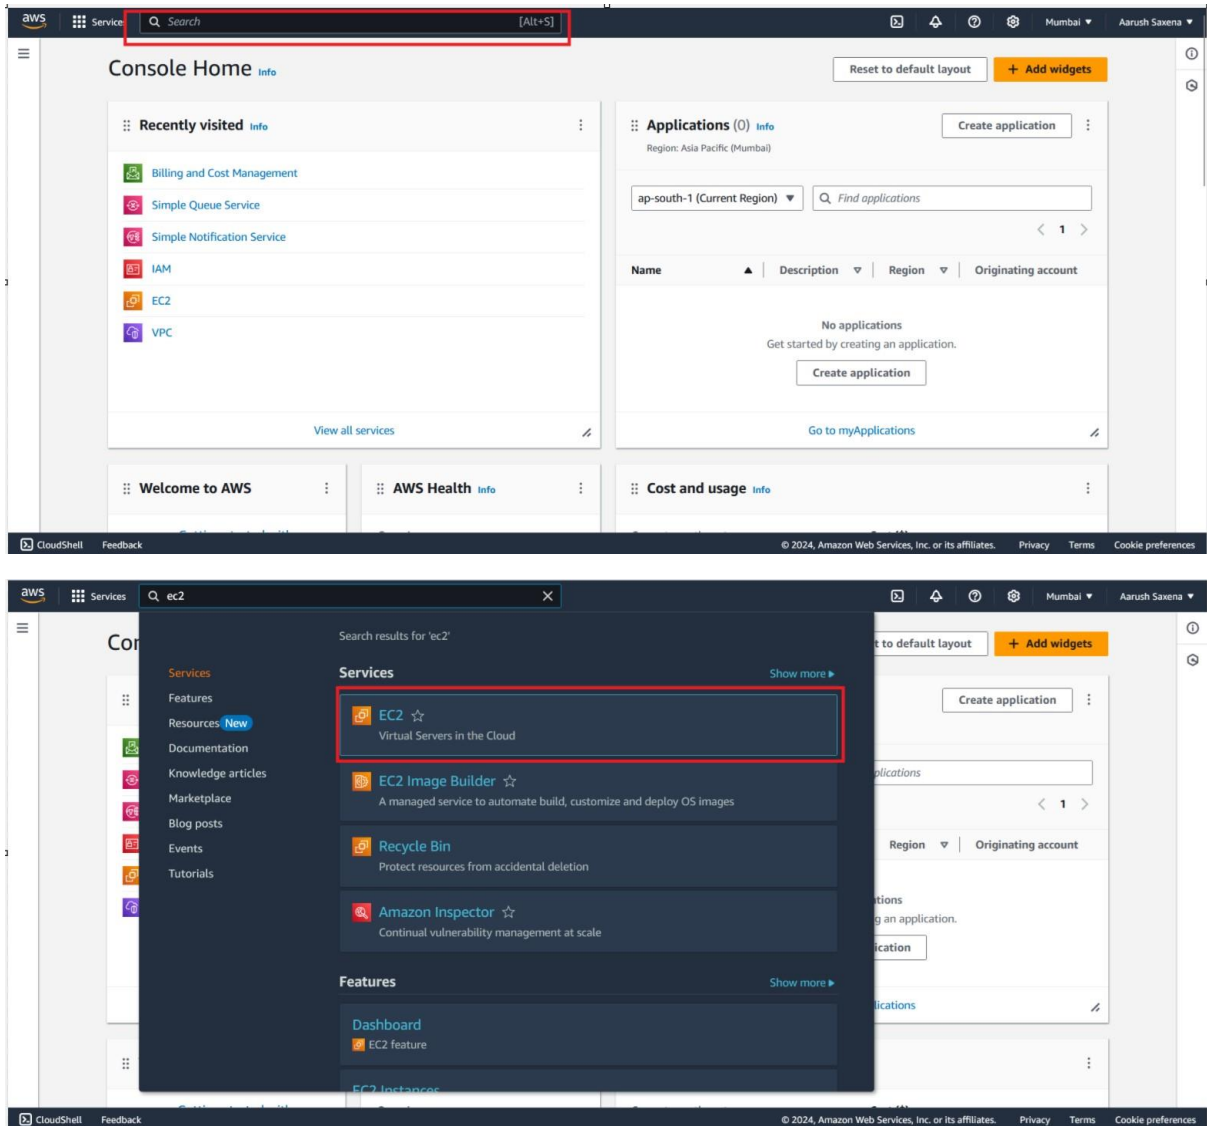 aws Services Search [Alt+S] Mumbai Aarush Saxena
Console Home Info Reset to default layout + Add widgets
Recently visited Info
Billing and Cost Management
Simple Queue Service
Simple Notification Service
IAM
EC2
VPC
View all services
Applications (0) Info Create application
Region: Asia Pacific (Mumbai)
ap-south-1 (Current Region) Find applications
1
Name Description Region Originating account
No applications
Get started by creating an application.
Create application
Go to myApplications
Welcome to AWS
AWS Health Info
Cost and usage Info
CloudShell Feedback © 2024, Amazon Web Services, Inc. or its affiliates. Privacy Terms Cookie preferences
aws Services ec2 Mumbai Aarush Saxena
Con t to default layout + Add widgets
Search results for 'ec2'
Services
Features
Resources New
Documentation
Knowledge articles
Marketplace
Blog posts
Events
Tutorials
Services Show more
EC2
Virtual Servers in the Cloud
EC2 Image Builder
A managed service to automate build, customize and deploy OS images
Recycle Bin
Protect resources from accidental deletion
Amazon Inspector
Continual vulnerability management at scale
Features Show more
Dashboard
EC2 feature
EC2 Instances
Create application
plications
1
Region Originating account
ations
g an application.
ication
lications
CloudShell Feedback © 2024, Amazon Web Services, Inc. or its affiliates. Privacy Terms Cookie preferences